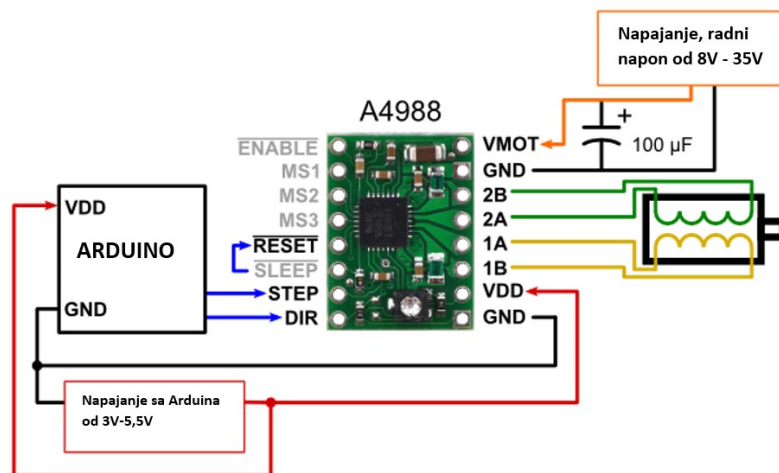 Napajanje, radni
napon od 8V - 35V
A4988
+
100 µF
ENABLE
MS1
MS2
MS3
RESET
SLEEP
STEP
DIR
VMOT
GND
2B
2A
1A
1B
VDD
GND
VDD
ARDUINO
GND
Napajanje sa Arduina
od 3V-5,5V